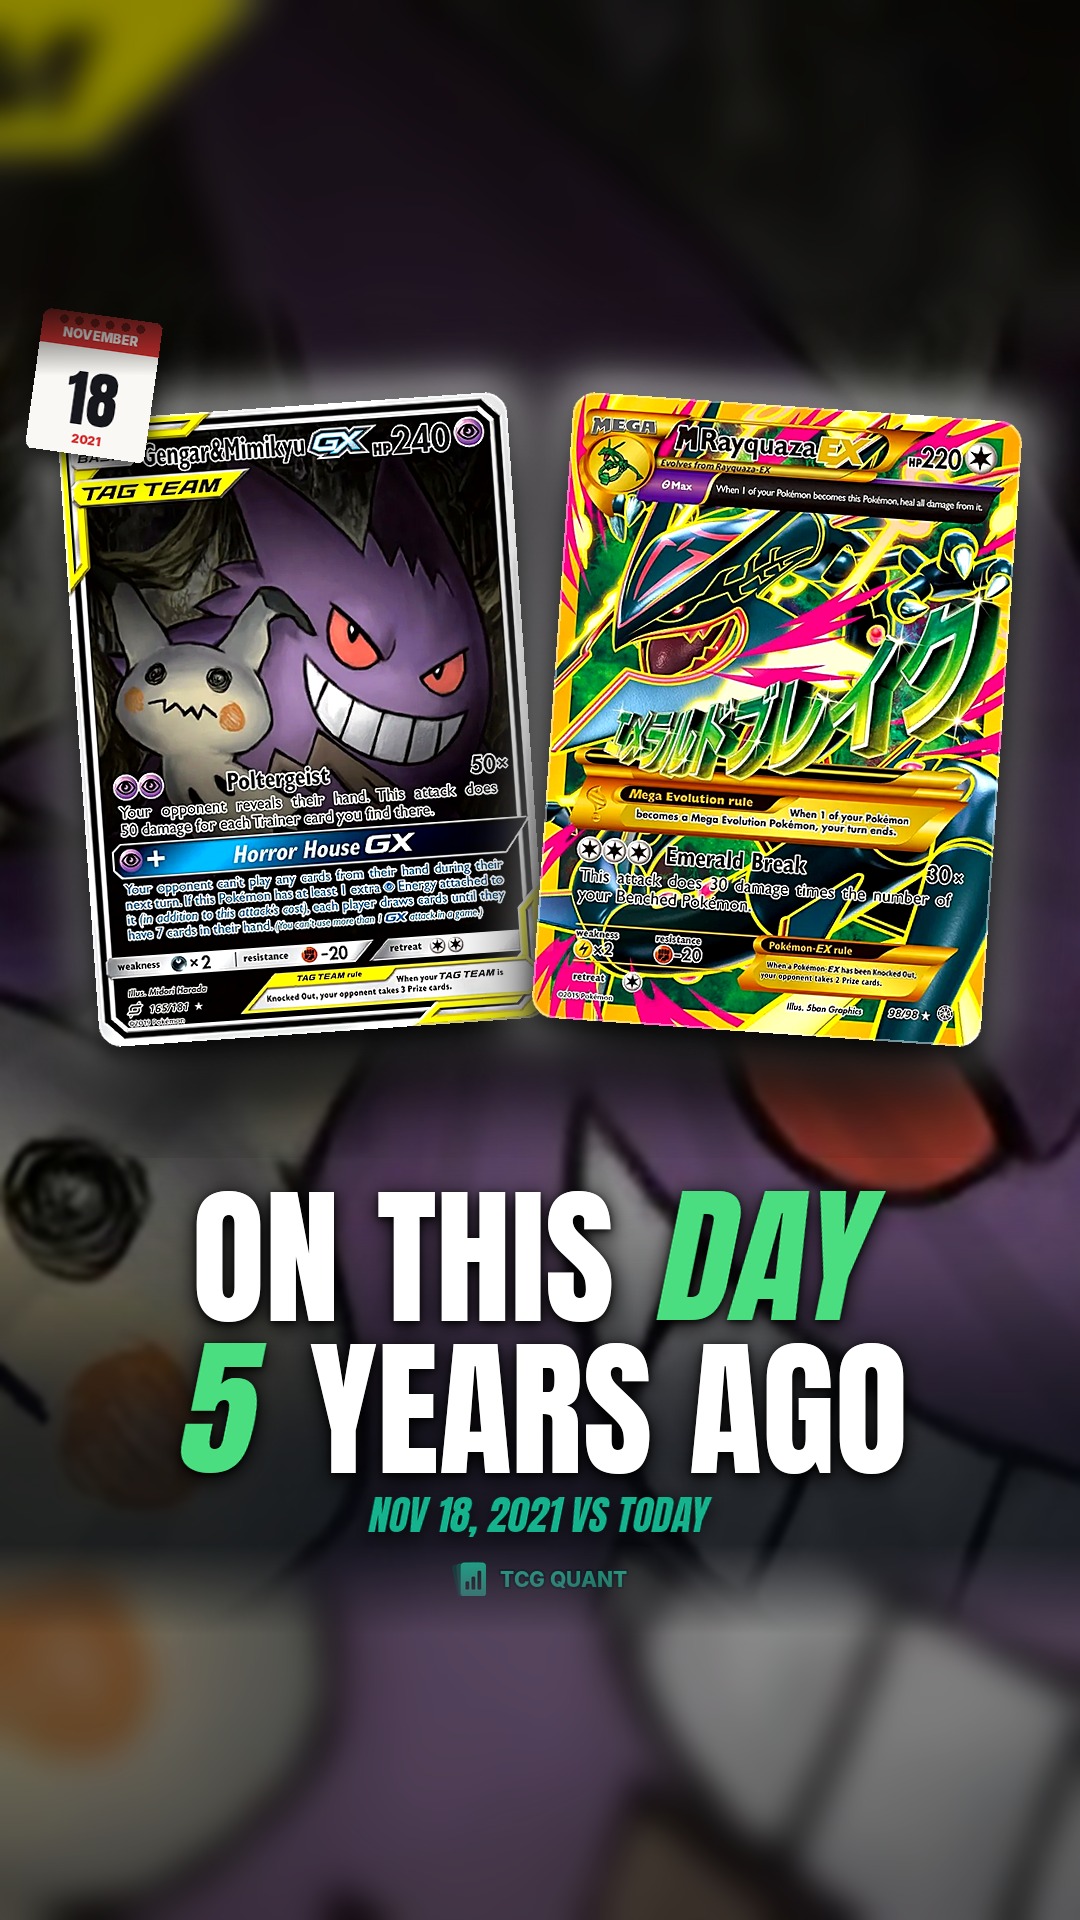 NOVEMBER
18
2021
BAS
Gengar&Mimikyu GX HP240
TAG TEAM
Poltergeist 50×
Your opponent reveals their hand. This attack does
50 damage for each Trainer card you find there.
+ Horror House GX
Your opponent can't play any cards from their hand during their
next turn. If this Pokémon has at least 1 extra Energy attached to
it (in addition to this attack's cost), each player draws cards until they
have 7 cards in their hand. (You can't use more than 1 GX attack in a game.)
weakness ×2 resistance -20 retreat
TAG TEAM rule When your TAG TEAM is
Knocked Out, your opponent takes 3 Prize cards.
Illus. Midori Harada
165/181 ★
©2019 Pokémon
MEGA
M Rayquaza EX HP220
Evolves from Rayquaza-EX
θ Max When 1 of your Pokémon becomes this Pokémon, heal all damage from it.
エメラルドブレイク
Mega Evolution rule When 1 of your Pokémon
becomes a Mega Evolution Pokémon, your turn ends.
Emerald Break 30×
This attack does 30 damage times the number of
your Benched Pokémon.
weakness resistance
×2 -20
Pokémon-EX rule
When a Pokémon-EX has been Knocked Out,
your opponent takes 2 Prize cards.
retreat
©2015 Pokémon
Illus. 5ban Graphics 98/98 ★
ON THIS DAY
5 YEARS AGO
NOV 18, 2021 VS TODAY
TCG QUANT